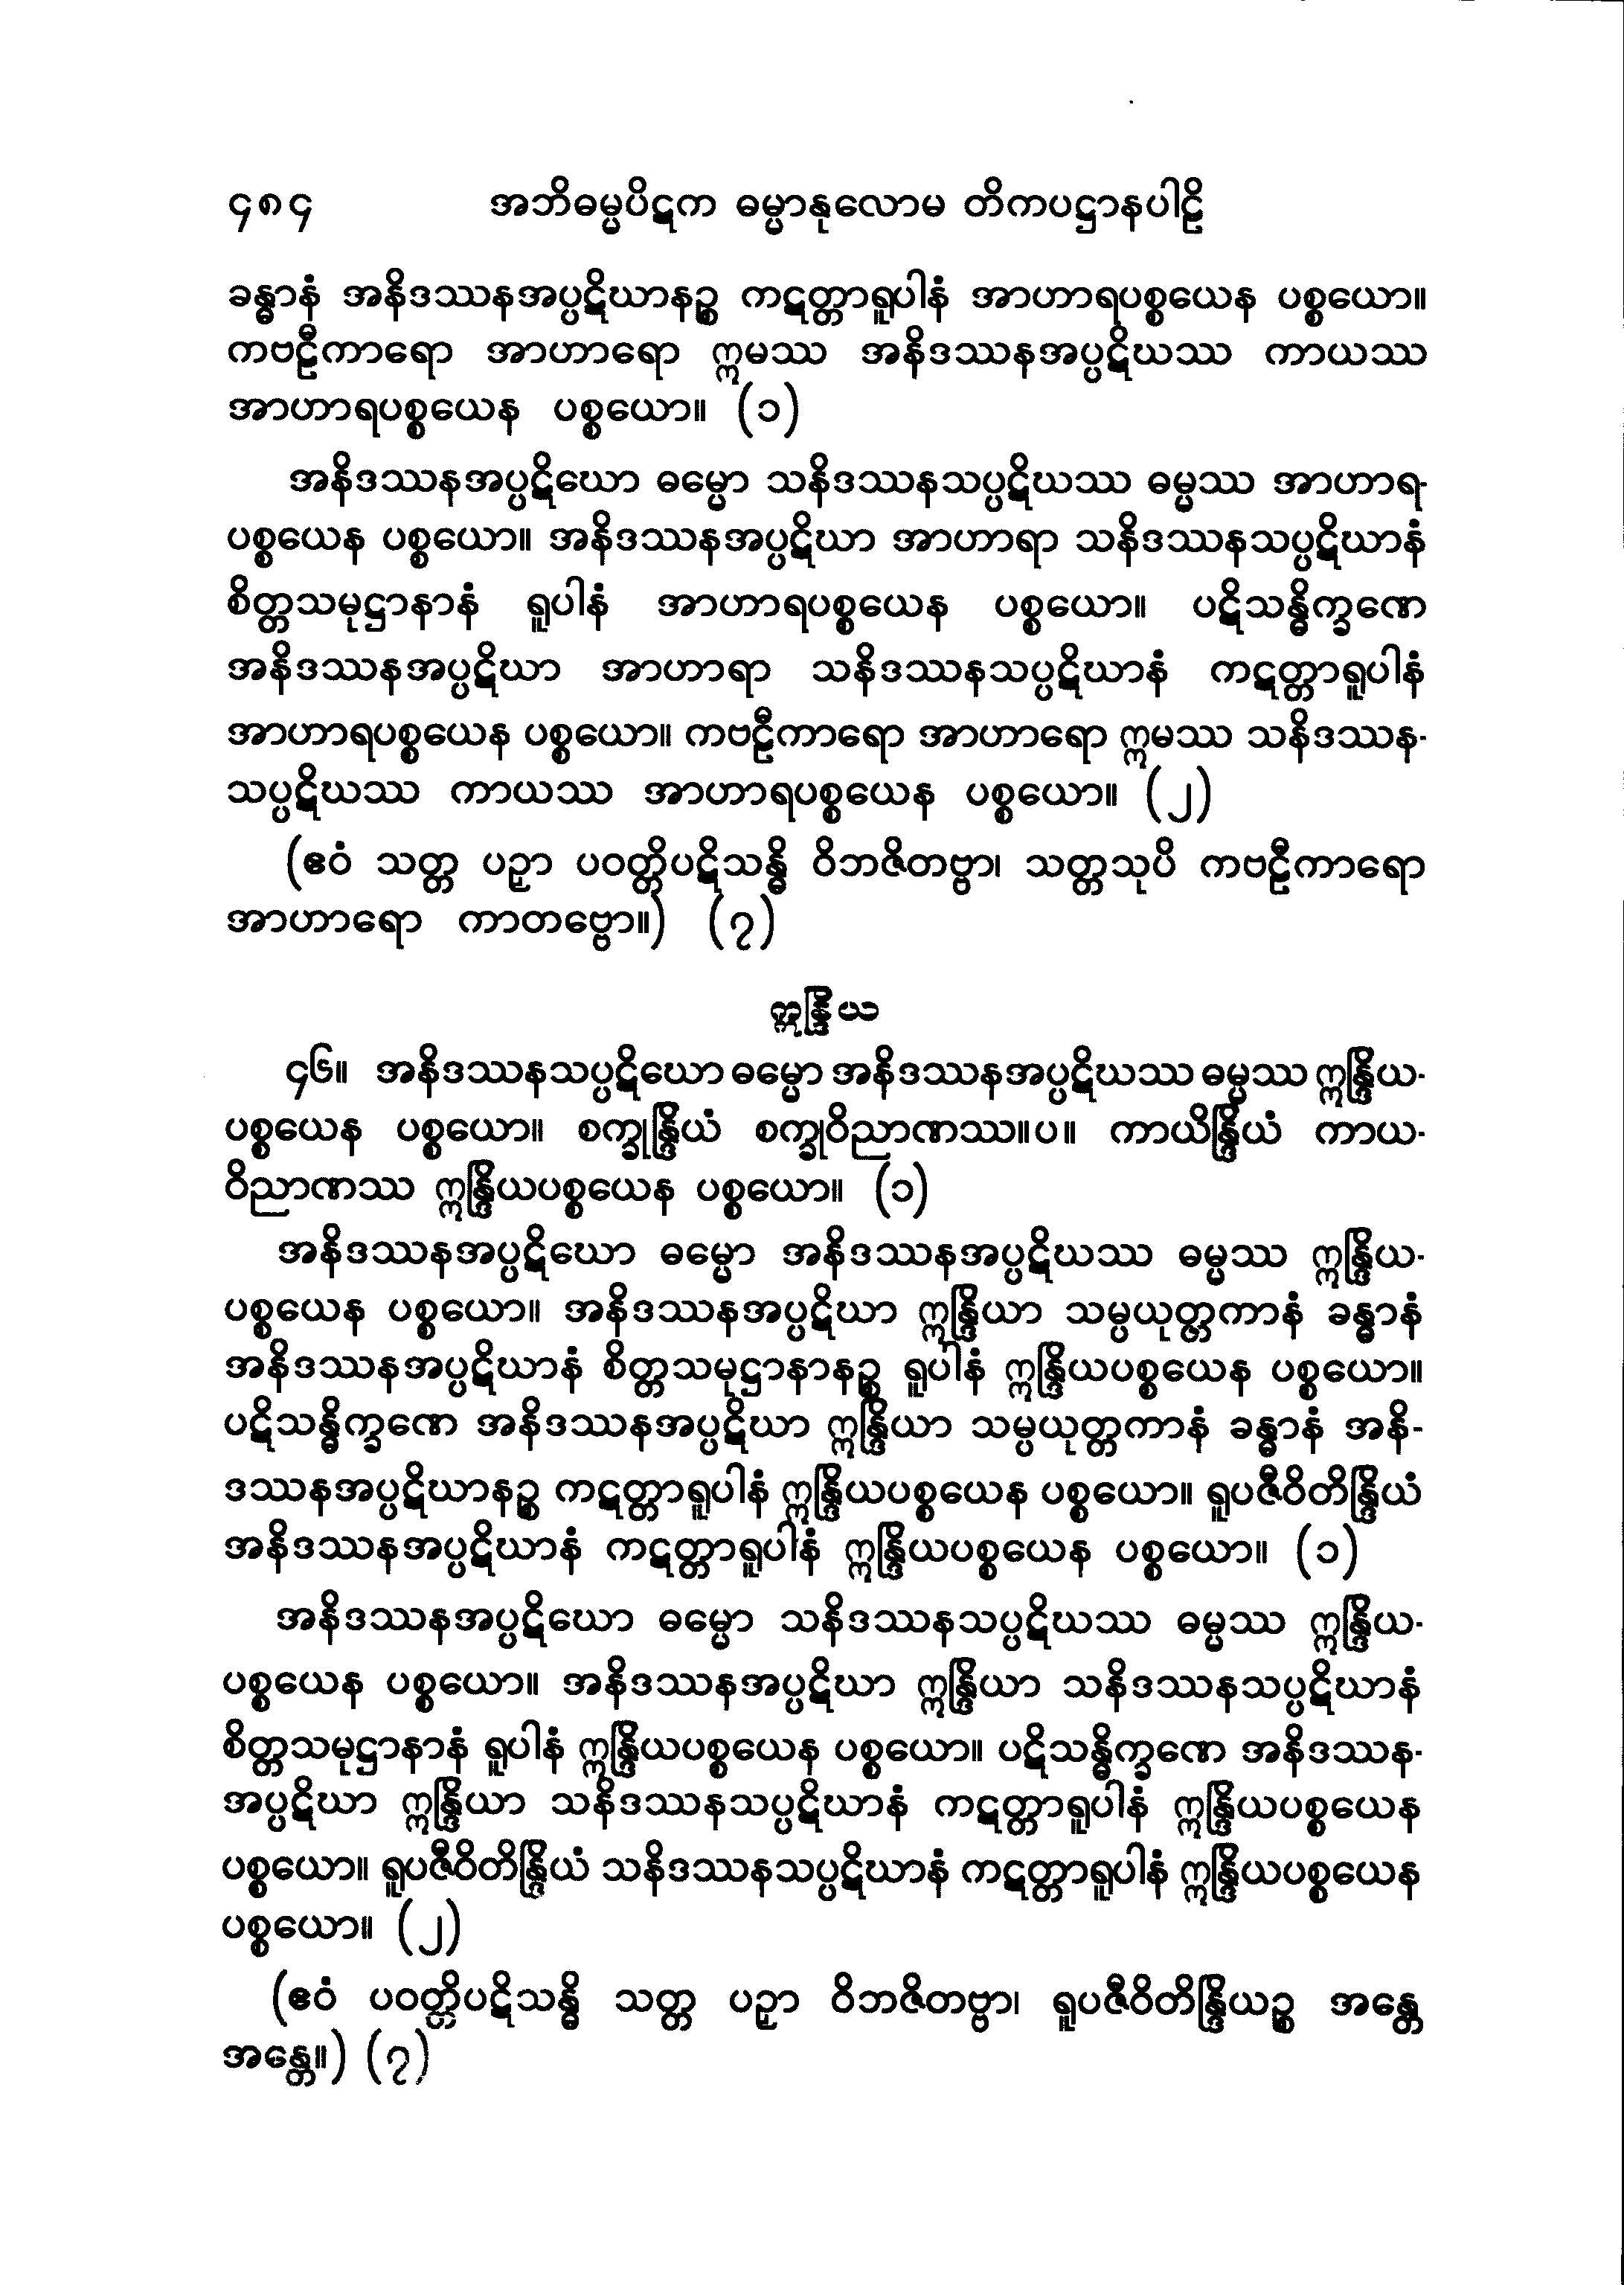 ၄၈၄ အဘိဓမ္မပိဋက ဓမ္မာနုလောမ တိကပဋ္ဌာနပါဠိ
ခန္ဓာနံ အနိဒဿနအပ္ပဋိဃာနဉ္စ ကဋတ္တာရူပါနံ အာဟာရပစ္စယေန ပစ္စယော။
ကဗဠီကာရော အာဟာရော ဣမဿ အနိဒဿနအပ္ပဋိဃဿ ကာယဿ
အာဟာရပစ္စယေန ပစ္စယော။ (၁)
အနိဒဿနအပ္ပဋိဃော ဓမ္မော သနိဒဿနသပ္ပဋိဃဿ ဓမ္မဿ အာဟာရ-
ပစ္စယေန ပစ္စယော။ အနိဒဿနအပ္ပဋိဃာ အာဟာရာ သနိဒဿနသပ္ပဋိဃာနံ
စိတ္တသမုဋ္ဌာနာနံ ရူပါနံ အာဟာရပစ္စယေန ပစ္စယော။ ပဋိသန္ဓိက္ခဏေ
အနိဒဿနအပ္ပဋိဃာ အာဟာရာ သနိဒဿနသပ္ပဋိဃာနံ ကဋတ္တာရူပါနံ
အာဟာရပစ္စယေန ပစ္စယော။ ကဗဠီကာရော အာဟာရော ဣမဿ သနိဒဿန-
သပ္ပဋိဃဿ ကာယဿ အာဟာရပစ္စယေန ပစ္စယော။ (၂)
(ဧဝံ သတ္တ ပဉှာ ပဝတ္တိပဋိသန္ဓိ ဝိဘဇိတဗ္ဗာ၊ သတ္တသုပိ ကဗဠီကာရော
အာဟာရော ကာတဗ္ဗော။) (၇)
ဣန္ဒြိယ
၄၆။ အနိဒဿနသပ္ပဋိဃော ဓမ္မော အနိဒဿနအပ္ပဋိဃဿ ဓမ္မဿ ဣန္ဒြိယ-
ပစ္စယေန ပစ္စယော။ စက္ခုန္ဒြိယံ စက္ခုဝိညာဏဿ။ပ။ ကာယိန္ဒြိယံ ကာယ-
ဝိညာဏဿ ဣန္ဒြိယပစ္စယေန ပစ္စယော။ (၁)
အနိဒဿနအပ္ပဋိဃော ဓမ္မော အနိဒဿနအပ္ပဋိဃဿ ဓမ္မဿ ဣန္ဒြိယ-
ပစ္စယေန ပစ္စယော။ အနိဒဿနအပ္ပဋိဃာ ဣန္ဒြိယာ သမ္ပယုတ္တကာနံ ခန္ဓာနံ
အနိဒဿနအပ္ပဋိဃာနံ စိတ္တသမုဋ္ဌာနာနဉ္စ ရူပါနံ ဣန္ဒြိယပစ္စယေန ပစ္စယော။
ပဋိသန္ဓိက္ခဏေ အနိဒဿနအပ္ပဋိဃာ ဣန္ဒြိယာ သမ္ပယုတ္တကာနံ ခန္ဓာနံ အနိ-
ဒဿနအပ္ပဋိဃာနဉ္စ ကဋတ္တာရူပါနံ ဣန္ဒြိယပစ္စယေန ပစ္စယော။ ရူပဇီဝိတိန္ဒြိယံ
အနိဒဿနအပ္ပဋိဃာနံ ကဋတ္တာရူပါနံ ဣန္ဒြိယပစ္စယေန ပစ္စယော။ (၁)
အနိဒဿနအပ္ပဋိဃော ဓမ္မော သနိဒဿနသပ္ပဋိဃဿ ဓမ္မဿ ဣန္ဒြိယ-
ပစ္စယေန ပစ္စယော။ အနိဒဿနအပ္ပဋိဃာ ဣန္ဒြိယာ သနိဒဿနသပ္ပဋိဃာနံ
စိတ္တသမုဋ္ဌာနာနံ ရူပါနံ ဣန္ဒြိယပစ္စယေန ပစ္စယော။ ပဋိသန္ဓိက္ခဏေ အနိဒဿန-
အပ္ပဋိဃာ ဣန္ဒြိယာ သနိဒဿနသပ္ပဋိဃာနံ ကဋတ္တာရူပါနံ ဣန္ဒြိယပစ္စယေန
ပစ္စယော။ ရူပဇီဝိတိန္ဒြိယံ သနိဒဿနသပ္ပဋိဃာနံ ကဋတ္တာရူပါနံ ဣန္ဒြိယပစ္စယေန
ပစ္စယော။ (၂)
(ဧဝံ ပဝတ္တိပဋိသန္ဓိ သတ္တ ပဉှာ ဝိဘဇိတဗ္ဗာ၊ ရူပဇီဝိတိန္ဒြိယဉ္စ အန္တေ
အန္တေ။) (၇)